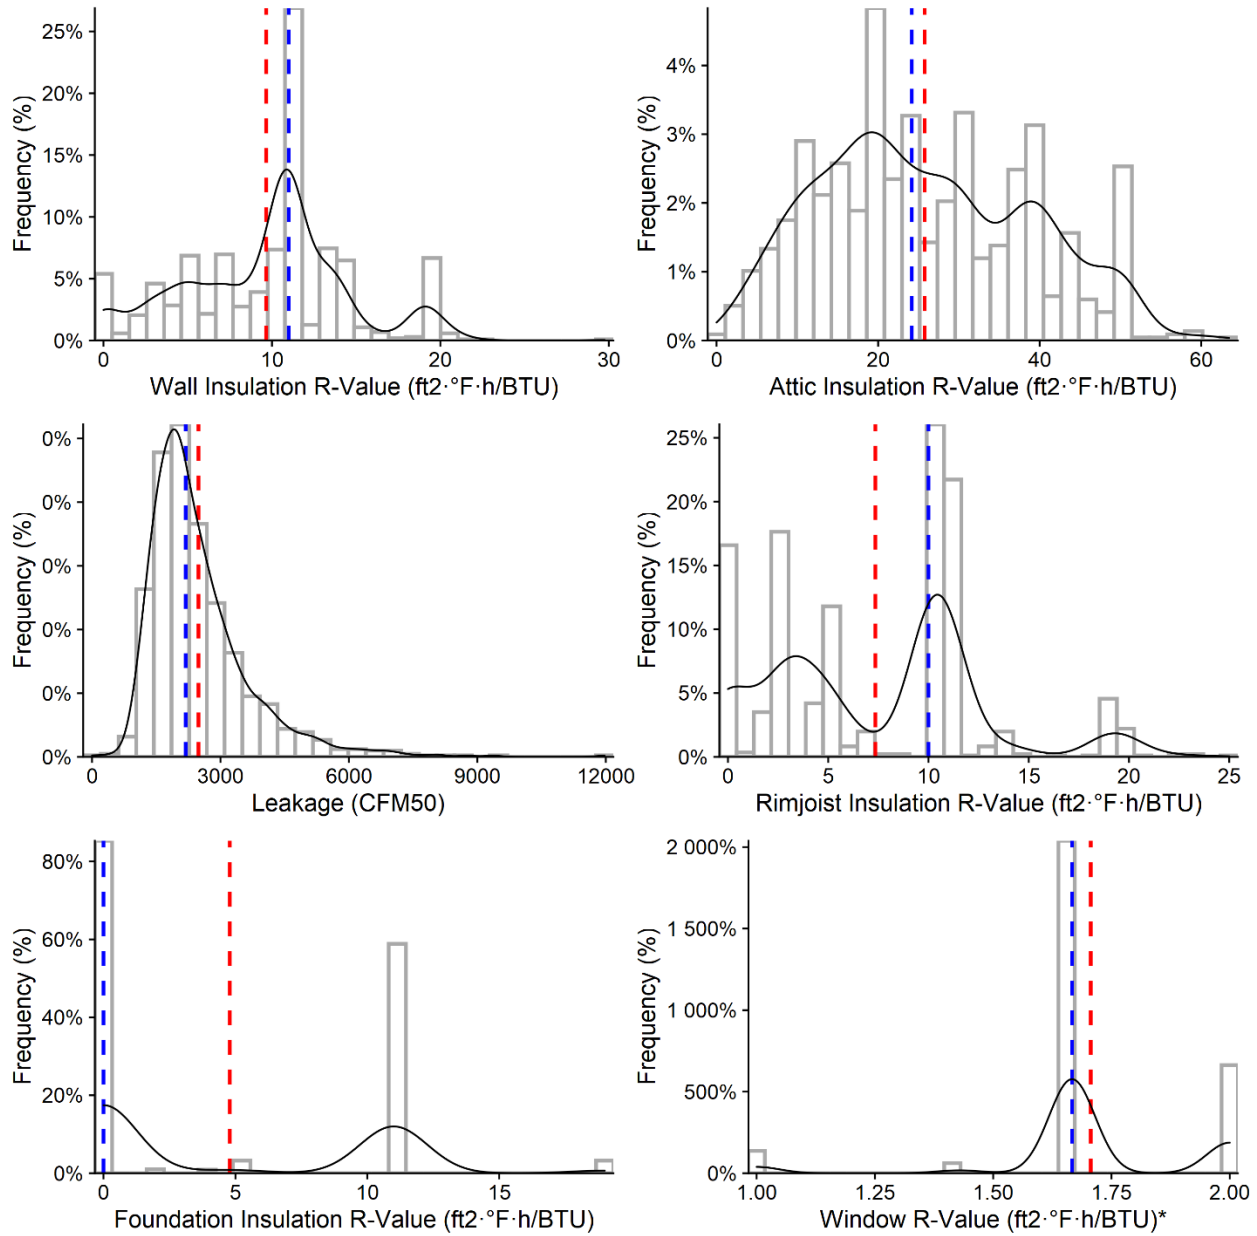 25%
20%
15%
10%
5%
0%
Frequency (%)
0 10 20 30
Wall Insulation R-Value (ft2·°F·h/BTU)
4%
3%
2%
1%
0%
Frequency (%)
0 20 40 60
Attic Insulation R-Value (ft2·°F·h/BTU)
0%
0%
0%
0%
0%
0%
Frequency (%)
0 3000 6000 9000 12000
Leakage (CFM50)
25%
20%
15%
10%
5%
0%
Frequency (%)
0 5 10 15 20 25
Rimjoist Insulation R-Value (ft2·°F·h/BTU)
80%
60%
40%
20%
0%
Frequency (%)
0 5 10 15
Foundation Insulation R-Value (ft2·°F·h/BTU)
2 000%
1 500%
1 000%
500%
0%
Frequency (%)
1.00 1.25 1.50 1.75 2.00
Window R-Value (ft2·°F·h/BTU)*